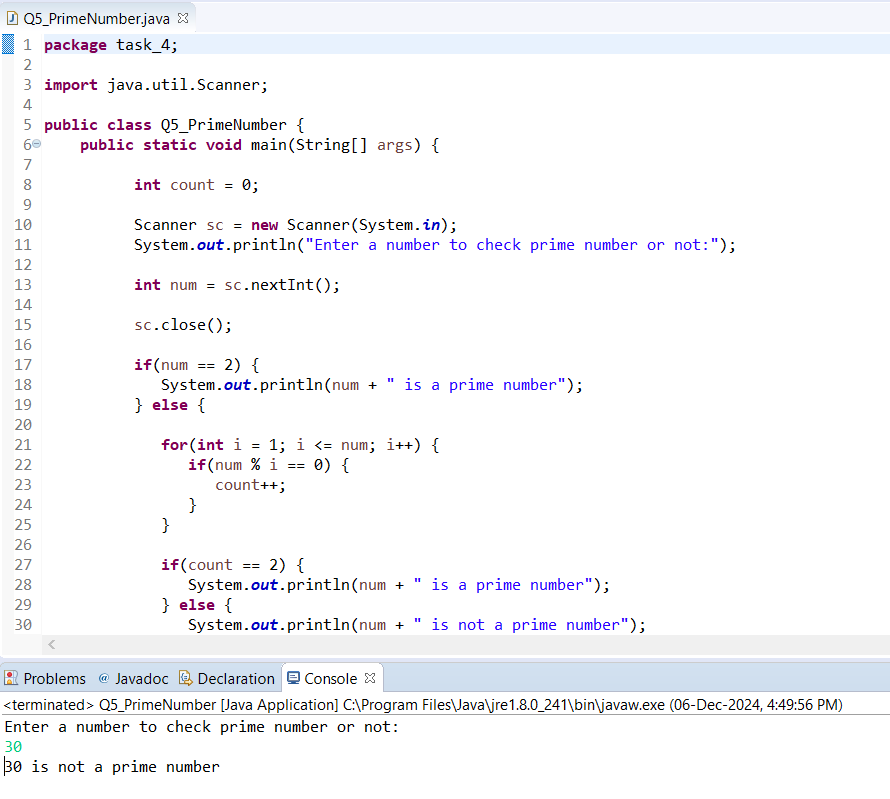 Q5_PrimeNumber.java
1 package task_4;
2
3 import java.util.Scanner;
4
5 public class Q5_PrimeNumber {
6     public static void main(String[] args) {
7
8           int count = 0;
9
10           Scanner sc = new Scanner(System.in);
11           System.out.println("Enter a number to check prime number or not:");
12
13           int num = sc.nextInt();
14
15           sc.close();
16
17           if(num == 2) {
18              System.out.println(num + " is a prime number");
19           } else {
20
21              for(int i = 1; i <= num; i++) {
22                 if(num % i == 0) {
23                    count++;
24                 }
25              }
26
27              if(count == 2) {
28                 System.out.println(num + " is a prime number");
29              } else {
30                 System.out.println(num + " is not a prime number");
Problems @ Javadoc Declaration Console
<terminated> Q5_PrimeNumber [Java Application] C:\Program Files\Java\jre1.8.0_241\bin\javaw.exe (06-Dec-2024, 4:49:56 PM)
Enter a number to check prime number or not:
30
30 is not a prime number